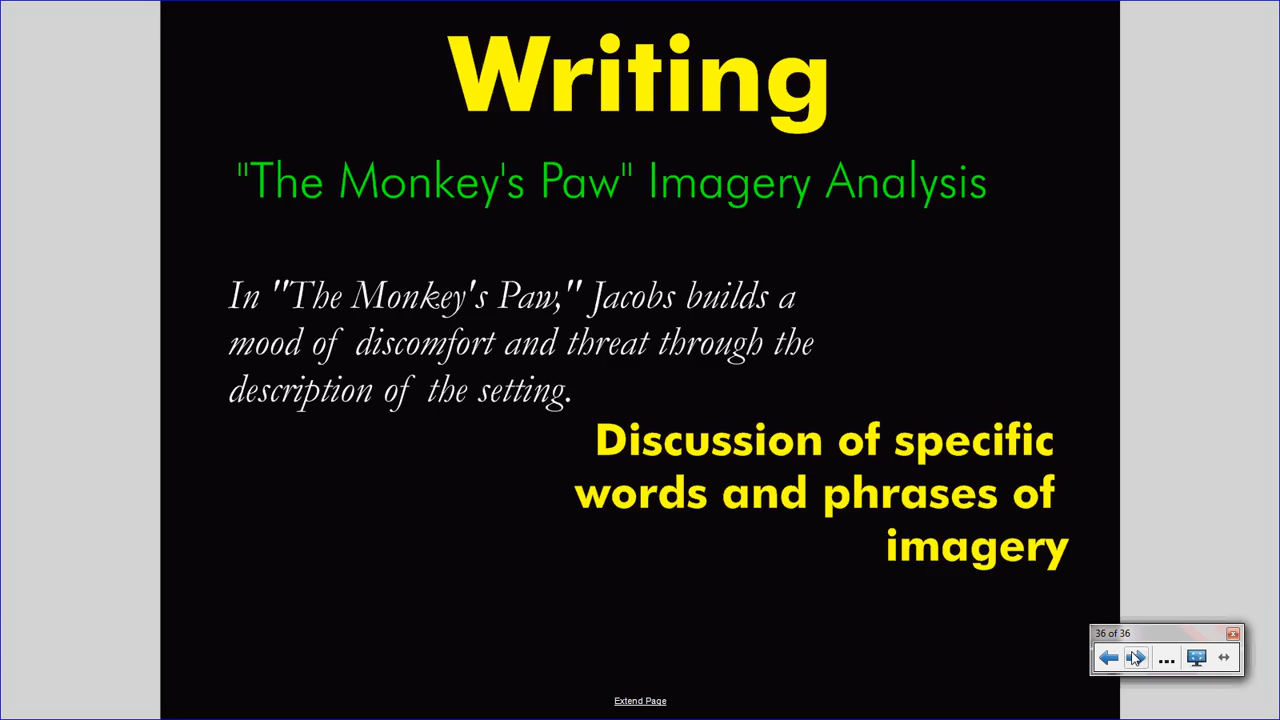 Writing
"The Monkey's Paw" Imagery Analysis
In "The Monkey's Paw," Jacobs builds a
mood of discomfort and threat through the
description of the setting.
Discussion of specific
words and phrases of
imagery
36 of 36
Extend Page